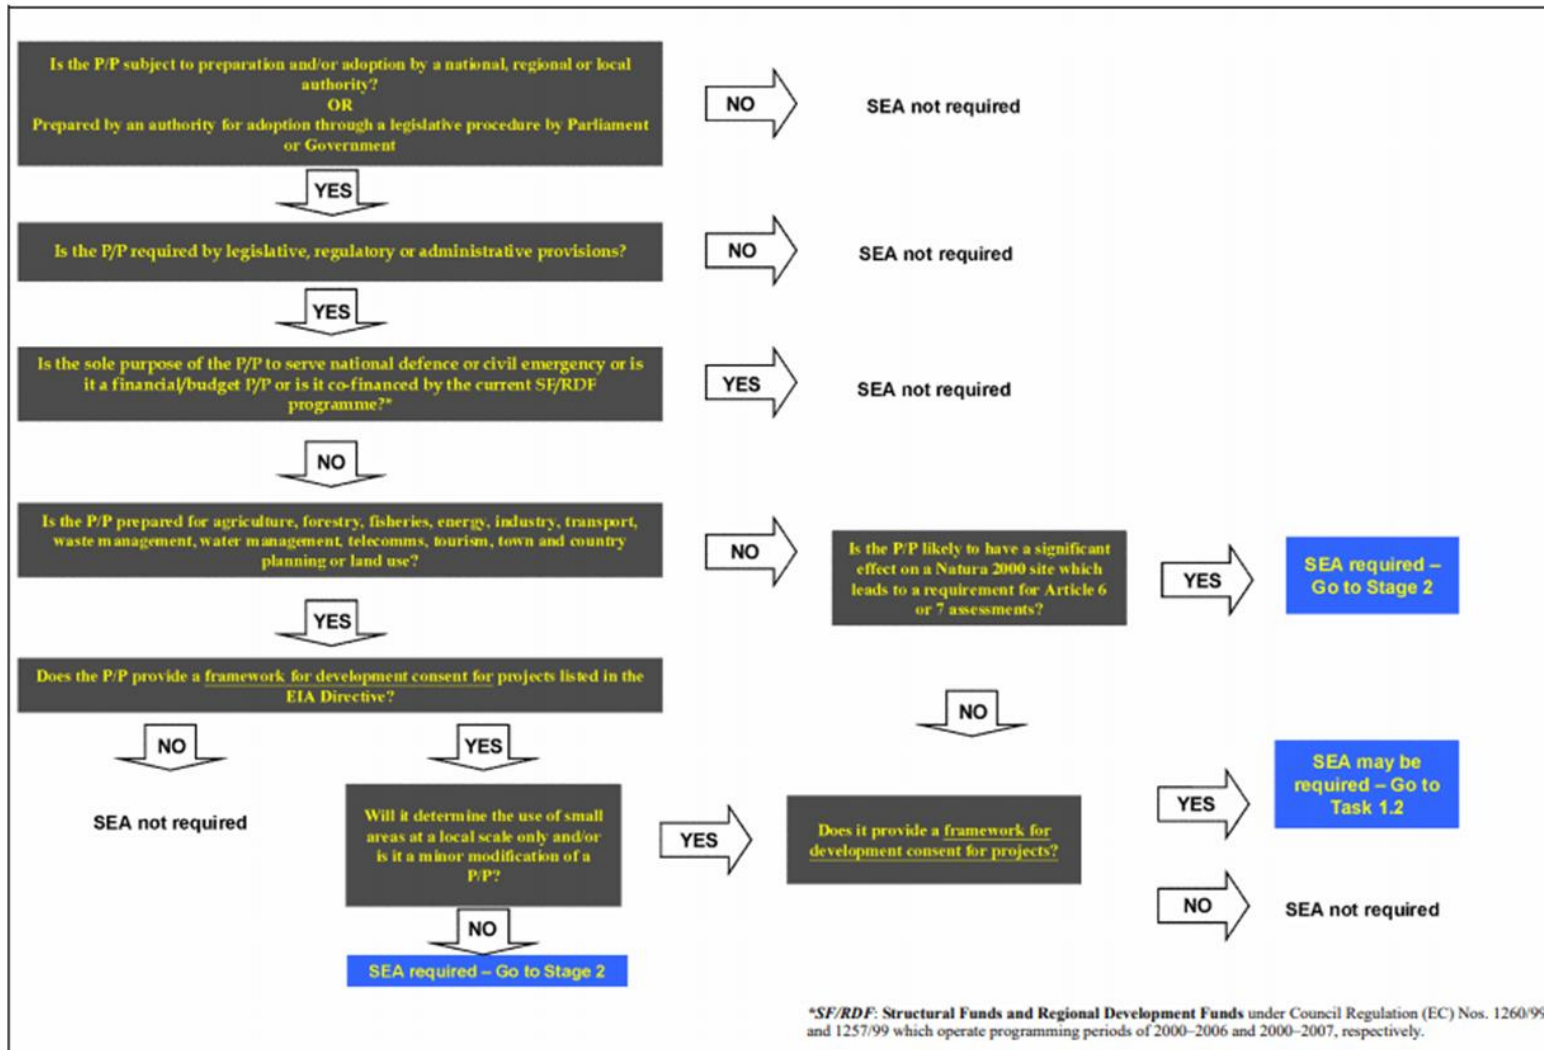 Is the P/P subject to preparation and/or adoption by a national, regional or local
authority?
OR
Prepared by an authority for adoption through a legislative procedure by Parliament
or Government
NO
SEA not required
YES
Is the P/P required by legislative, regulatory or administrative provisions?
NO
SEA not required
YES
Is the sole purpose of the P/P to serve national defence or civil emergency or is
it a financial/budget P/P or is it co-financed by the current SF/RDF
programme?*
YES
SEA not required
NO
Is the P/P prepared for agriculture, forestry, fisheries, energy, industry, transport,
waste management, water management, telecomms, tourism, town and country
planning or land use?
NO
Is the P/P likely to have a significant
effect on a Natura 2000 site which
leads to a requirement for Article 6
or 7 assessments?
YES
SEA required –
Go to Stage 2
YES
Does the P/P provide a framework for development consent for projects listed in the
EIA Directive?
NO
NO
YES
SEA not required
Will it determine the use of small
areas at a local scale only and/or
is it a minor modification of a
P/P?
YES
Does it provide a framework for
development consent for projects?
YES
SEA may be
required – Go to
Task 1.2
NO
SEA not required
NO
SEA required – Go to Stage 2
*SF/RDF: Structural Funds and Regional Development Funds under Council Regulation (EC) Nos. 1260/99
and 1257/99 which operate programming periods of 2000–2006 and 2000–2007, respectively.